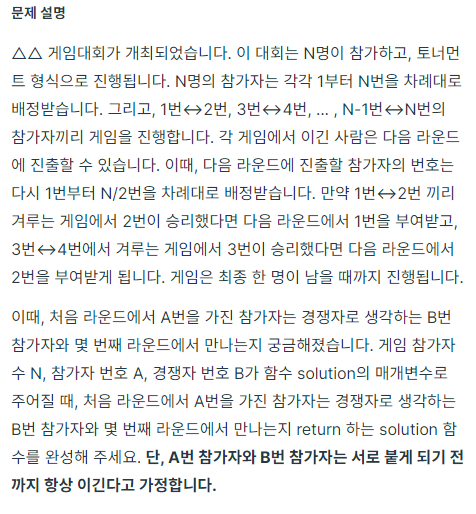 문제 설명
△△ 게임대회가 개최되었습니다. 이 대회는 N명이 참가하고, 토너먼
트 형식으로 진행됩니다. N명의 참가자는 각각 1부터 N번을 차례대로
배정받습니다. 그리고, 1번↔2번, 3번↔4번, ... , N-1번↔N번의
참가자끼리 게임을 진행합니다. 각 게임에서 이긴 사람은 다음 라운드
에 진출할 수 있습니다. 이때, 다음 라운드에 진출할 참가자의 번호는
다시 1번부터 N/2번을 차례대로 배정받습니다. 만약 1번↔2번 끼리
겨루는 게임에서 2번이 승리했다면 다음 라운드에서 1번을 부여받고,
3번↔4번에서 겨루는 게임에서 3번이 승리했다면 다음 라운드에서
2번을 부여받게 됩니다. 게임은 최종 한 명이 남을 때까지 진행됩니다.
이때, 처음 라운드에서 A번을 가진 참가자는 경쟁자로 생각하는 B번
참가자와 몇 번째 라운드에서 만나는지 궁금해졌습니다. 게임 참가자
수 N, 참가자 번호 A, 경쟁자 번호 B가 함수 solution의 매개변수로
주어질 때, 처음 라운드에서 A번을 가진 참가자는 경쟁자로 생각하는
B번 참가자와 몇 번째 라운드에서 만나는지 return 하는 solution 함
수를 완성해 주세요. 단, A번 참가자와 B번 참가자는 서로 붙게 되기 전
까지 항상 이긴다고 가정합니다.